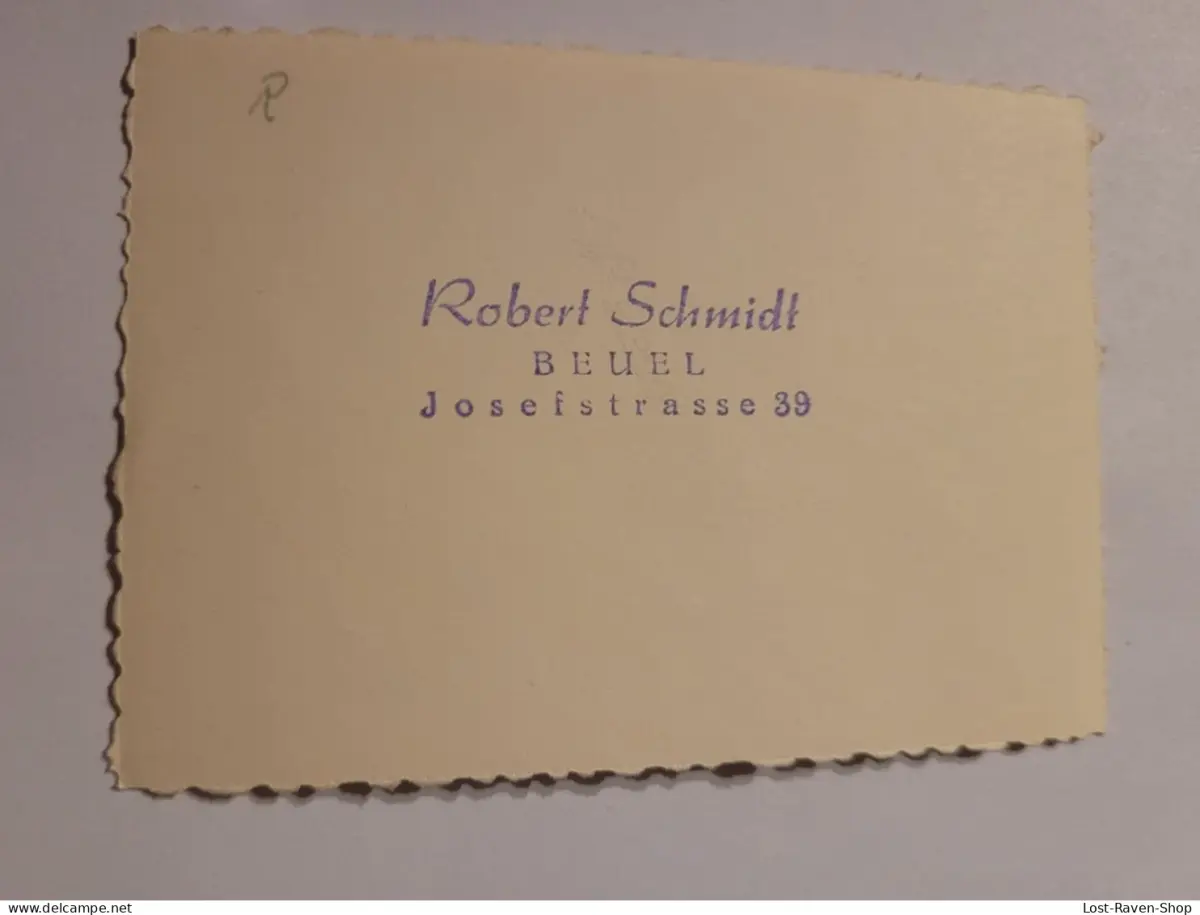 R
Robert Schmidt
BEUEL
Josefstrasse 39
www.delcampe.net
Lost-Raven-Shop